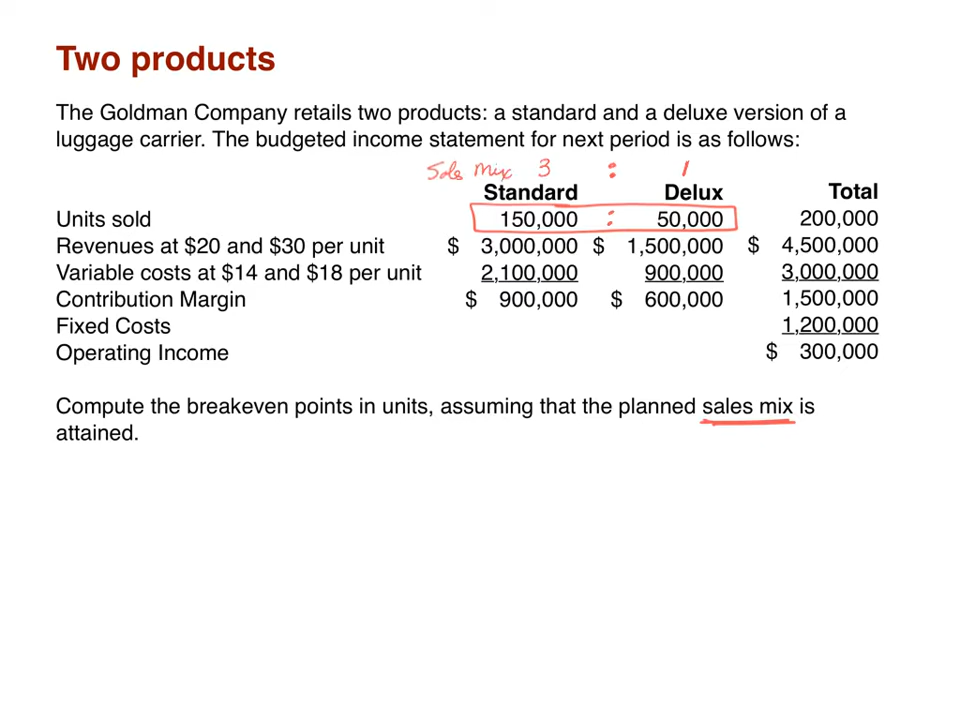 Two products
The Goldman Company retails two products: a standard and a deluxe version of a
luggage carrier. The budgeted income statement for next period is as follows:
Sale Mix 3 : 1
Standard Delux Total
Units sold 150,000 : 50,000 200,000
Revenues at $20 and $30 per unit $ 3,000,000 $ 1,500,000 $ 4,500,000
Variable costs at $14 and $18 per unit 2,100,000 900,000 3,000,000
Contribution Margin $ 900,000 $ 600,000 1,500,000
Fixed Costs 1,200,000
Operating Income $ 300,000
Compute the breakeven points in units, assuming that the planned sales mix is
attained.